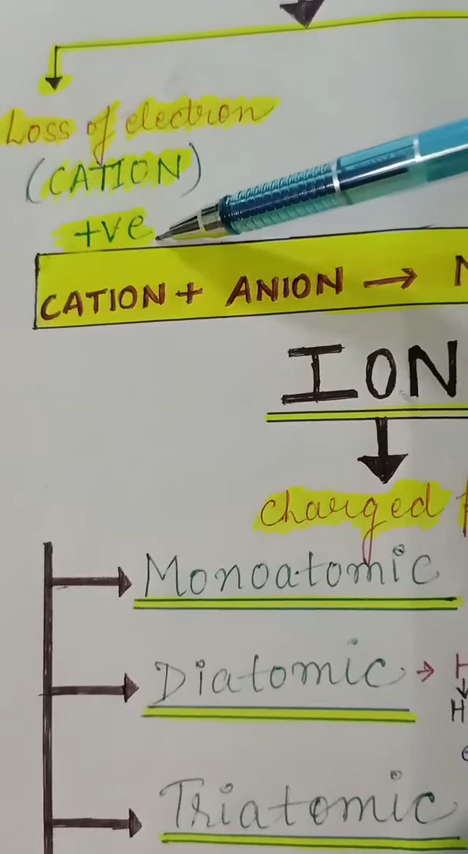 Loss of electron
(CATION)
+ve
CATION + ANION → N
ION
charged
Monoatomic
Diatomic → H
H
Triatomic